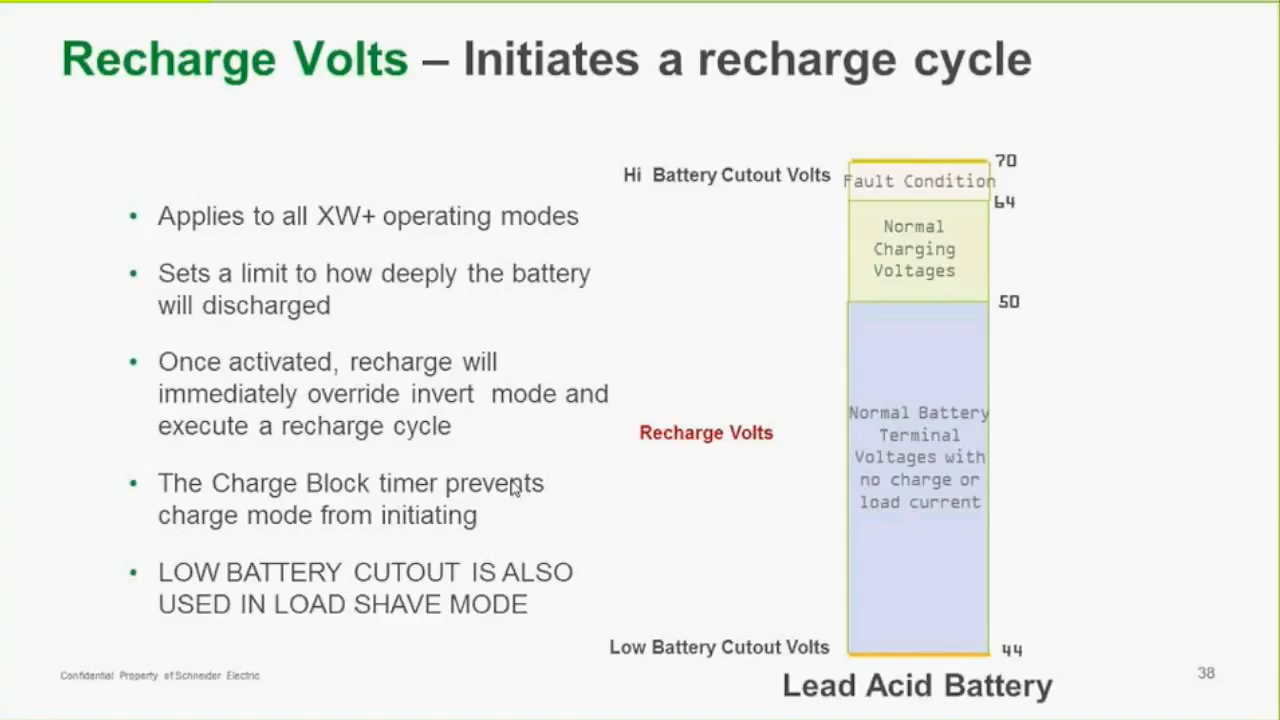 Recharge Volts – Initiates a recharge cycle
• Applies to all XW+ operating modes
• Sets a limit to how deeply the battery
will discharged
• Once activated, recharge will
immediately override invert mode and
execute a recharge cycle
• The Charge Block timer prevents
charge mode from initiating
• LOW BATTERY CUTOUT IS ALSO
USED IN LOAD SHAVE MODE
Hi Battery Cutout Volts
70
Fault Condition
64
Normal
Charging
Voltages
50
Normal Battery
Terminal
Voltages with
no charge or
load current
Recharge Volts
Low Battery Cutout Volts
44
Lead Acid Battery
Confidential Property of Schneider Electric
38